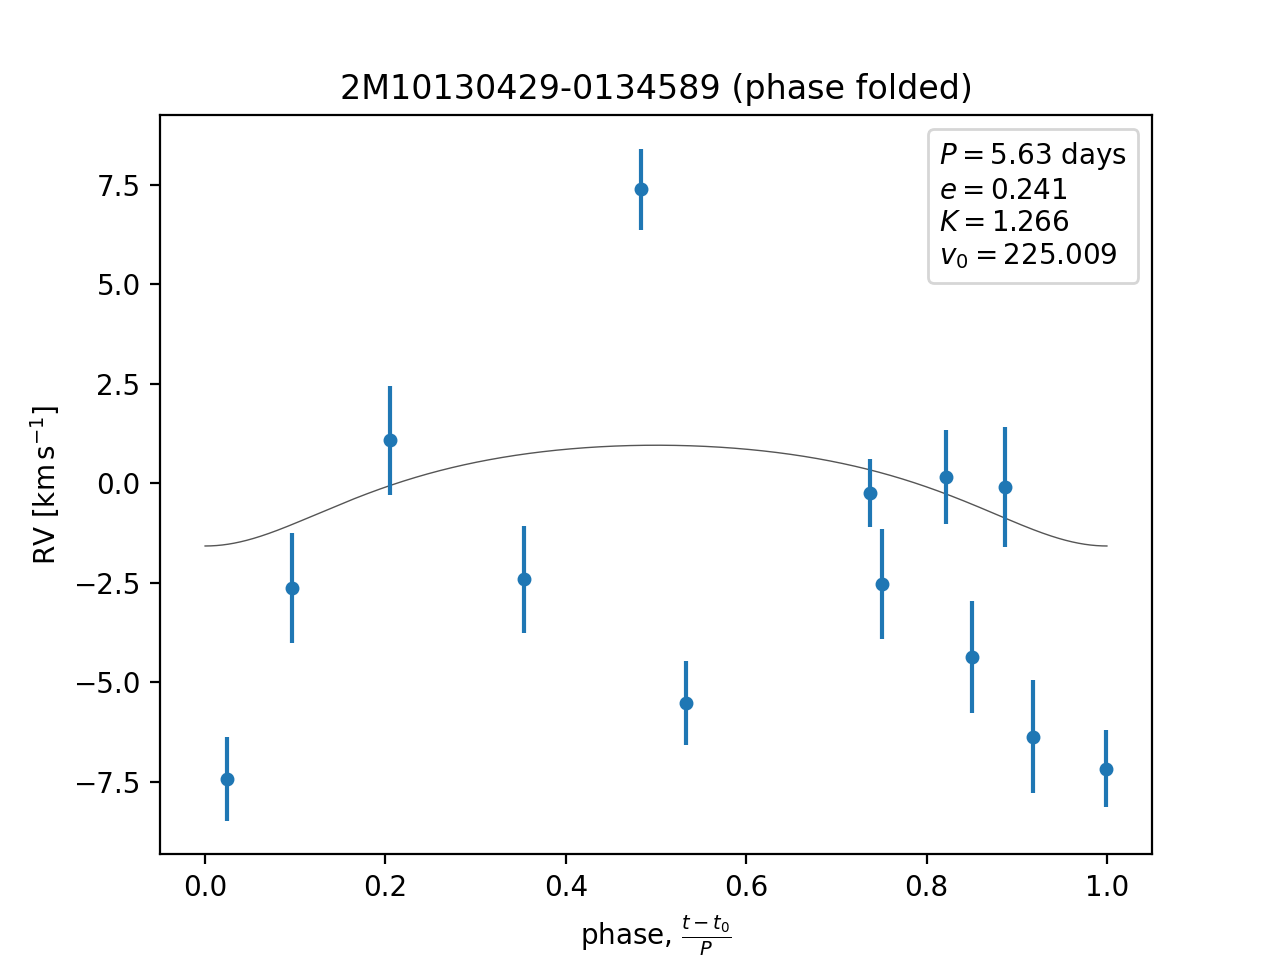 2M10130429-0134589 (phase folded)
P = 5.63 days
e = 0.241
K = 1.266
v₀ = 225.009
7.5
5.0
2.5
0.0
−2.5
−5.0
−7.5
RV [km s⁻¹]
0.0 0.2 0.4 0.6 0.8 1.0
phase, (t − t₀)/P